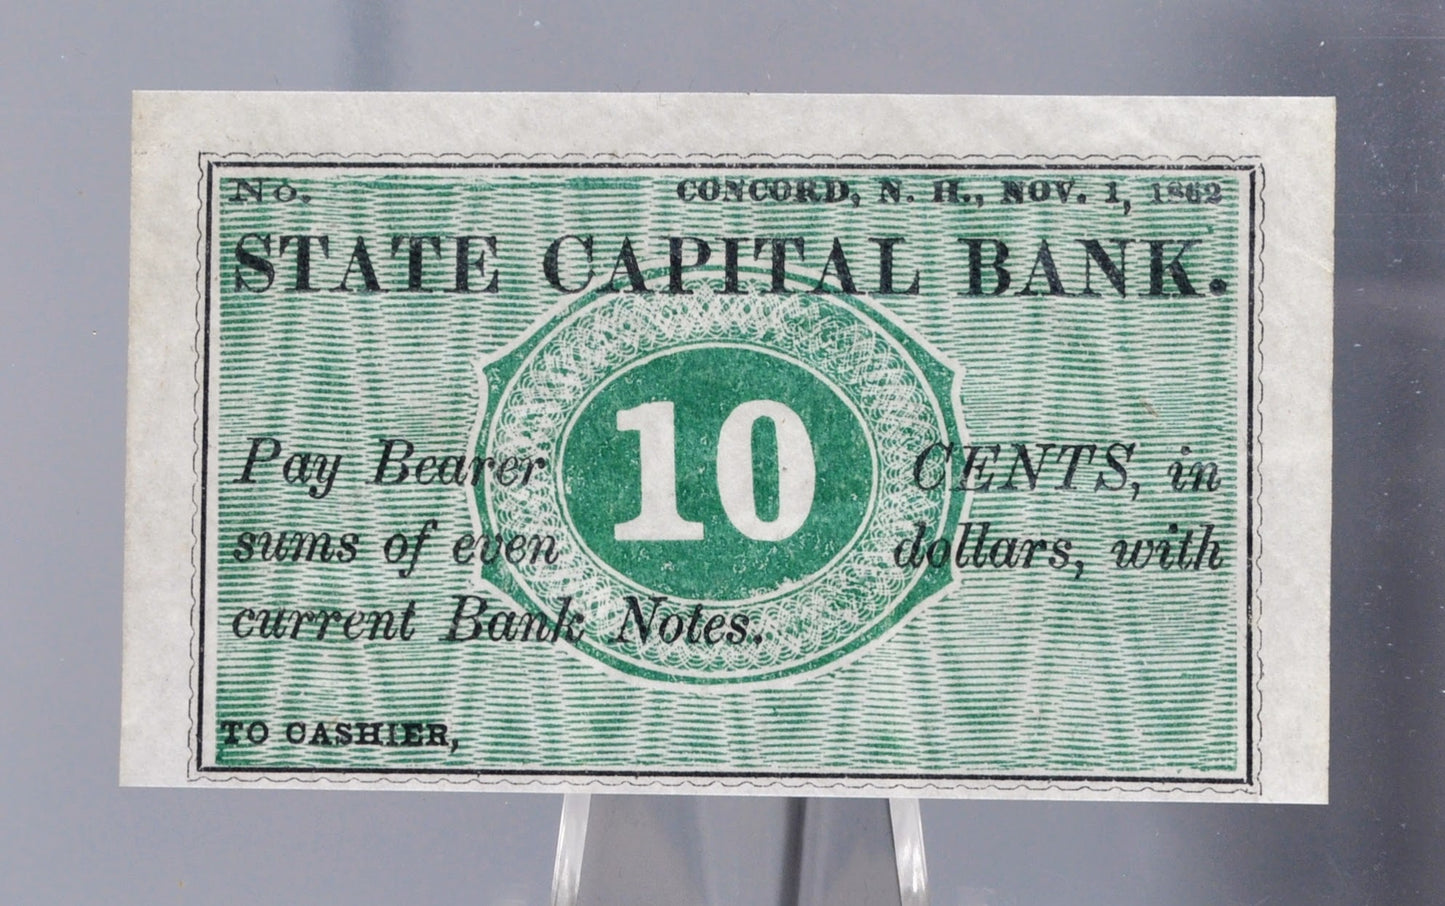 No. CONCORD, N. H., NOV. 1, 1862
STATE CAPITAL BANK.
10
Pay Bearer CENTS, in
sums of even dollars, with
current Bank Notes.
TO CASHIER,